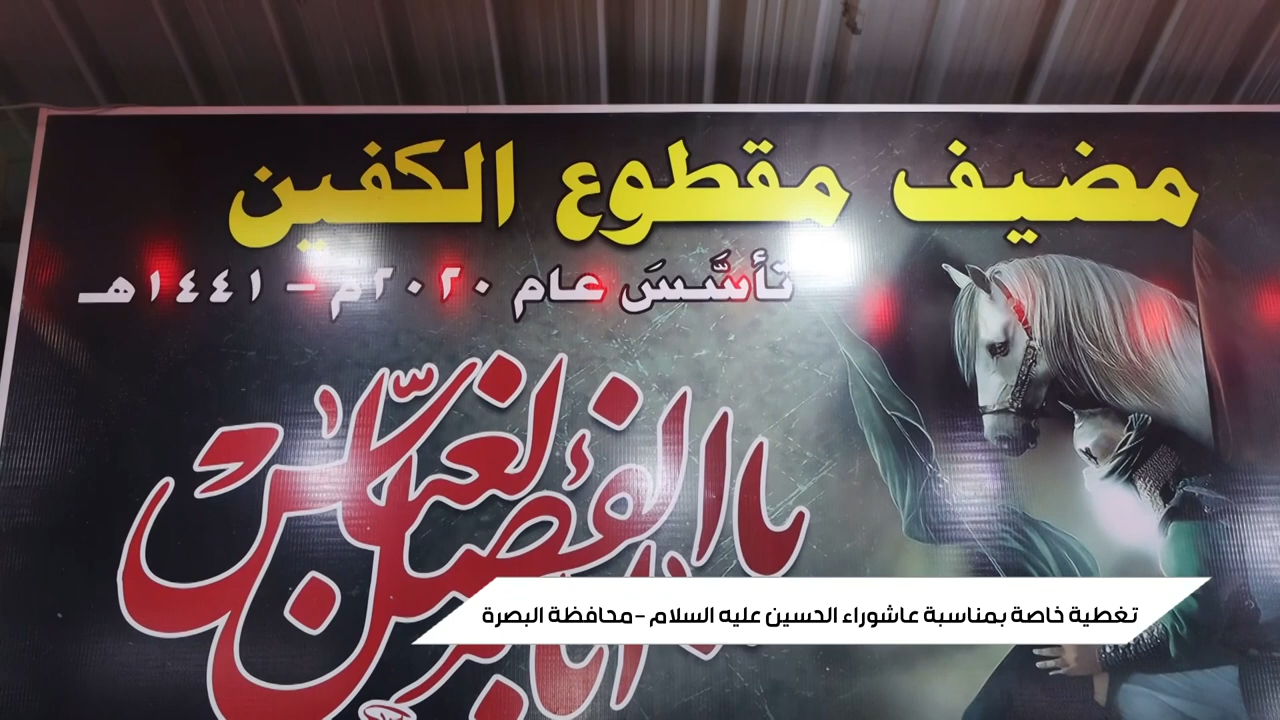 مضيف مقطوع الكفين
تأسَّسَ عام ٢٠٢٠م - ١٤٤١هـ
يا ابا الفضل العباس
تغطية خاصة بمناسبة عاشوراء الحسين عليه السلام - محافظة البصرة